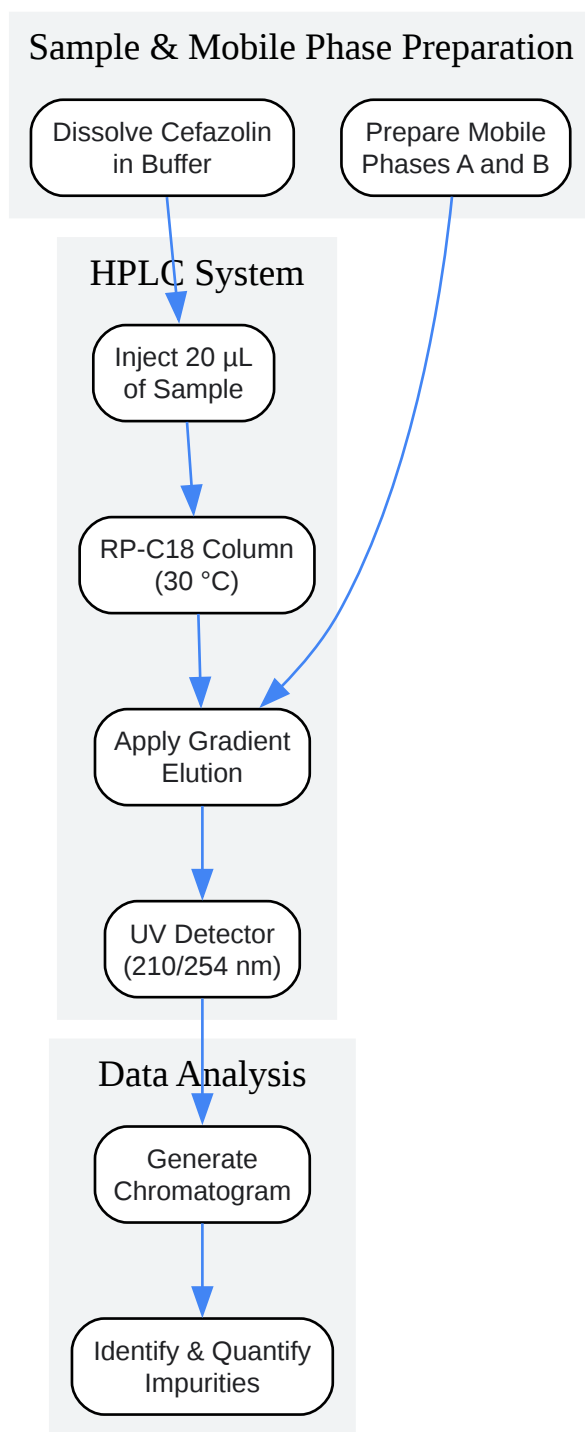 Sample & Mobile Phase Preparation
Dissolve Cefazolin
in Buffer
Prepare Mobile
Phases A and B
HPLC System
Inject 20 µL
of Sample
RP-C18 Column
(30 °C)
Apply Gradient
Elution
UV Detector
(210/254 nm)
Data Analysis
Generate
Chromatogram
Identify & Quantify
Impurities